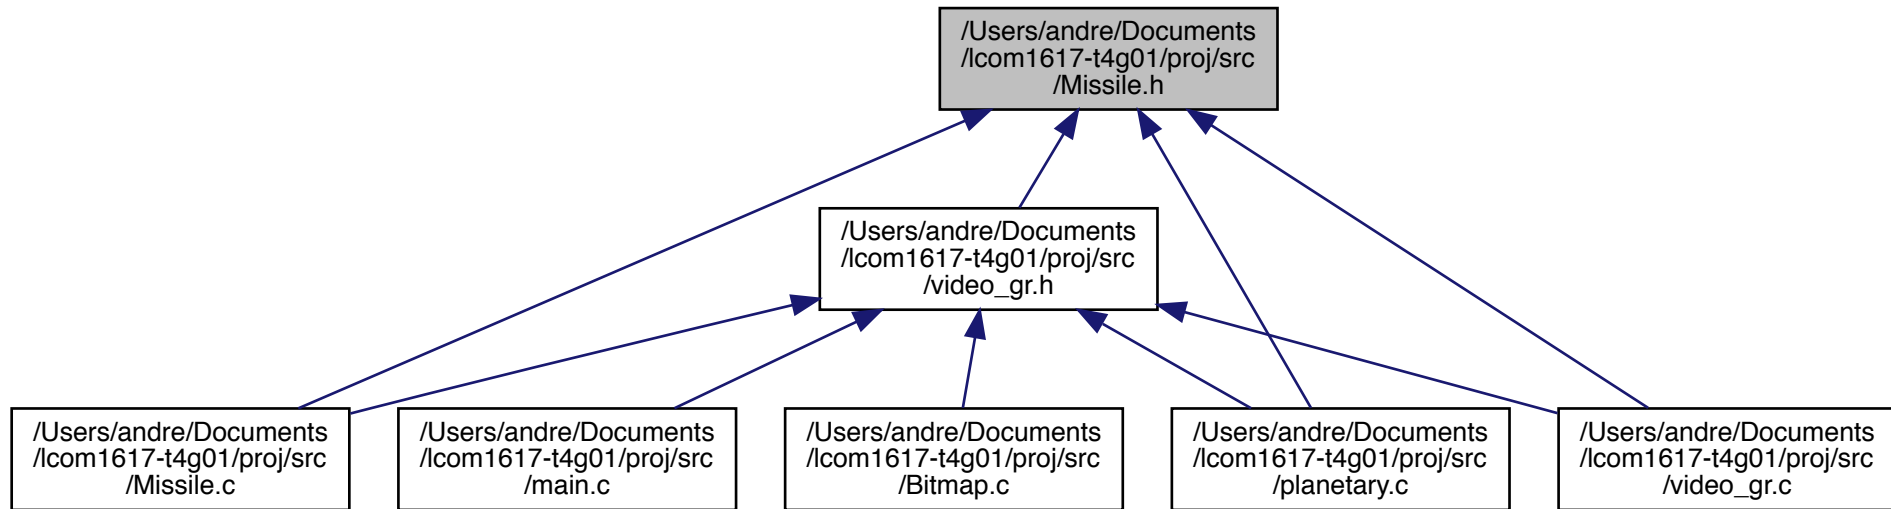 /Users/andre/Documents
/lcom1617-t4g01/proj/src
/Missile.h
/Users/andre/Documents
/lcom1617-t4g01/proj/src
/video_gr.h
/Users/andre/Documents
/lcom1617-t4g01/proj/src
/Missile.c
/Users/andre/Documents
/lcom1617-t4g01/proj/src
/main.c
/Users/andre/Documents
/lcom1617-t4g01/proj/src
/Bitmap.c
/Users/andre/Documents
/lcom1617-t4g01/proj/src
/planetary.c
/Users/andre/Documents
/lcom1617-t4g01/proj/src
/video_gr.c